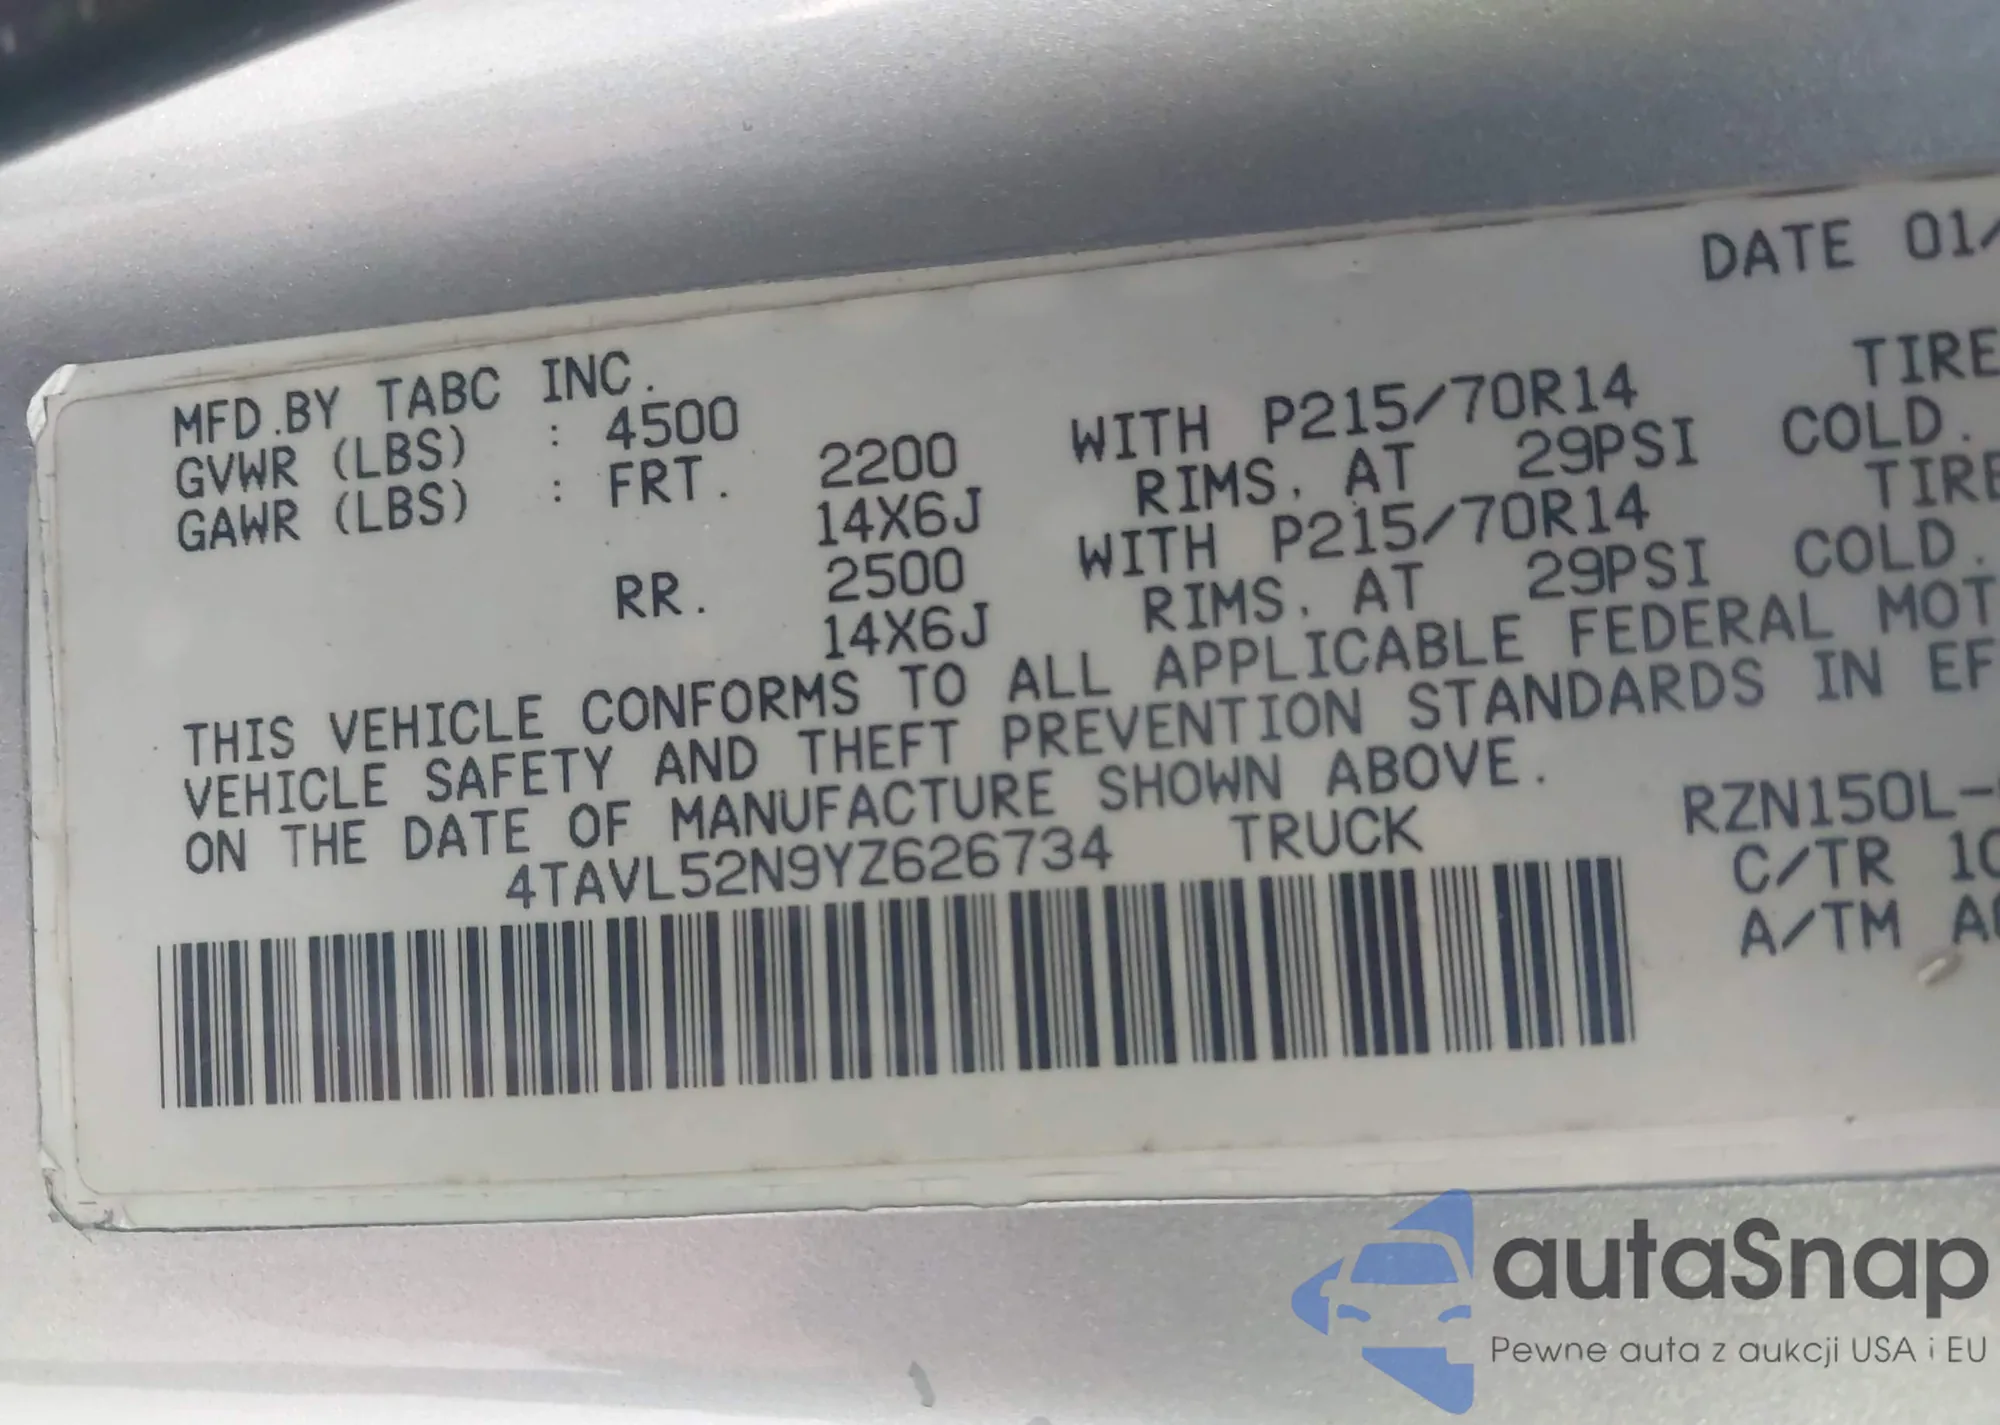 DATE 01/
MFD.BY TABC INC.
GVWR (LBS) : 4500
GAWR (LBS) : FRT. 2200 WITH P215/70R14 TIRE
14X6J RIMS. AT 29PSI COLD.
RR. 2500 WITH P215/70R14 TIRE
14X6J RIMS. AT 29PSI COLD.
THIS VEHICLE CONFORMS TO ALL APPLICABLE FEDERAL MOT
VEHICLE SAFETY AND THEFT PREVENTION STANDARDS IN EF
ON THE DATE OF MANUFACTURE SHOWN ABOVE.
4TAVL52N9YZ626734 TRUCK RZN150L-
C/TR 10
A/TM A
autaSnap
Pewne auta z aukcji USA i EU